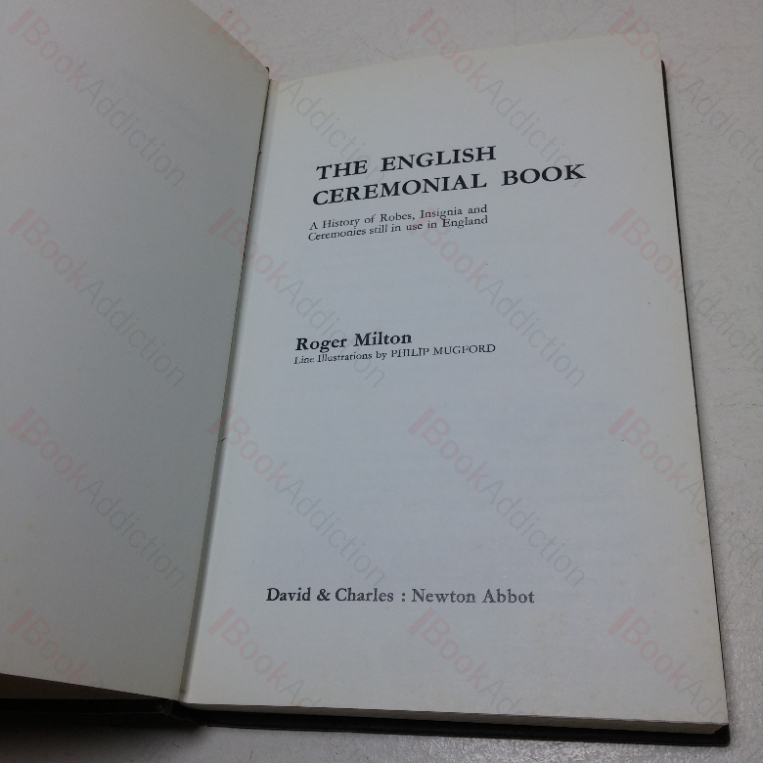 THE ENGLISH
CEREMONIAL BOOK
A History of Robes, Insignia and
Ceremonies still in use in England
Roger Milton
Line Illustrations by PHILIP MUGFORD
David & Charles : Newton Abbot
BookAddiction